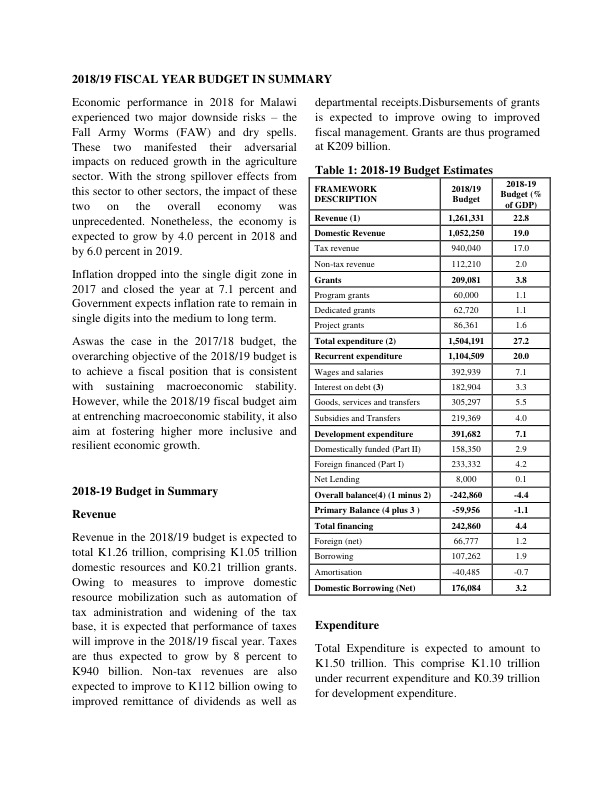 2018/19 FISCAL YEAR BUDGET IN SUMMARY
Economic performance in 2018 for Malawi
experienced two major downside risks – the
Fall Army Worms (FAW) and dry spells.
These two manifested their adversarial
impacts on reduced growth in the agriculture
sector. With the strong spillover effects from
this sector to other sectors, the impact of these
two on the overall economy was
unprecedented. Nonetheless, the economy is
expected to grow by 4.0 percent in 2018 and
by 6.0 percent in 2019.
Inflation dropped into the single digit zone in
2017 and closed the year at 7.1 percent and
Government expects inflation rate to remain in
single digits into the medium to long term.
Aswas the case in the 2017/18 budget, the
overarching objective of the 2018/19 budget is
to achieve a fiscal position that is consistent
with sustaining macroeconomic stability.
However, while the 2018/19 fiscal budget aim
at entrenching macroeconomic stability, it also
aim at fostering higher more inclusive and
resilient economic growth.
2018-19 Budget in Summary
Revenue
Revenue in the 2018/19 budget is expected to
total K1.26 trillion, comprising K1.05 trillion
domestic resources and K0.21 trillion grants.
Owing to measures to improve domestic
resource mobilization such as automation of
tax administration and widening of the tax
base, it is expected that performance of taxes
will improve in the 2018/19 fiscal year. Taxes
are thus expected to grow by 8 percent to
K940 billion. Non-tax revenues are also
expected to improve to K112 billion owing to
improved remittance of dividends as well as
departmental receipts.Disbursements of grants
is expected to improve owing to improved
fiscal management. Grants are thus programed
at K209 billion.
Table 1: 2018-19 Budget Estimates
FRAMEWORK DESCRIPTION 2018/19 Budget 2018-19 Budget (% of GDP)
Revenue (1) 1,261,331 22.8
Domestic Revenue 1,052,250 19.0
Tax revenue 940,040 17.0
Non-tax revenue 112,210 2.0
Grants 209,081 3.8
Program grants 60,000 1.1
Dedicated grants 62,720 1.1
Project grants 86,361 1.6
Total expenditure (2) 1,504,191 27.2
Recurrent expenditure 1,104,509 20.0
Wages and salaries 392,939 7.1
Interest on debt (3) 182,904 3.3
Goods, services and transfers 305,297 5.5
Subsidies and Transfers 219,369 4.0
Development expenditure 391,682 7.1
Domestically funded (Part II) 158,350 2.9
Foreign financed (Part I) 233,332 4.2
Net Lending 8,000 0.1
Overall balance(4) (1 minus 2) -242,860 -4.4
Primary Balance (4 plus 3 ) -59,956 -1.1
Total financing 242,860 4.4
Foreign (net) 66,777 1.2
Borrowing 107,262 1.9
Amortisation -40,485 -0.7
Domestic Borrowing (Net) 176,084 3.2
Expenditure
Total Expenditure is expected to amount to
K1.50 trillion. This comprise K1.10 trillion
under recurrent expenditure and K0.39 trillion
for development expenditure.